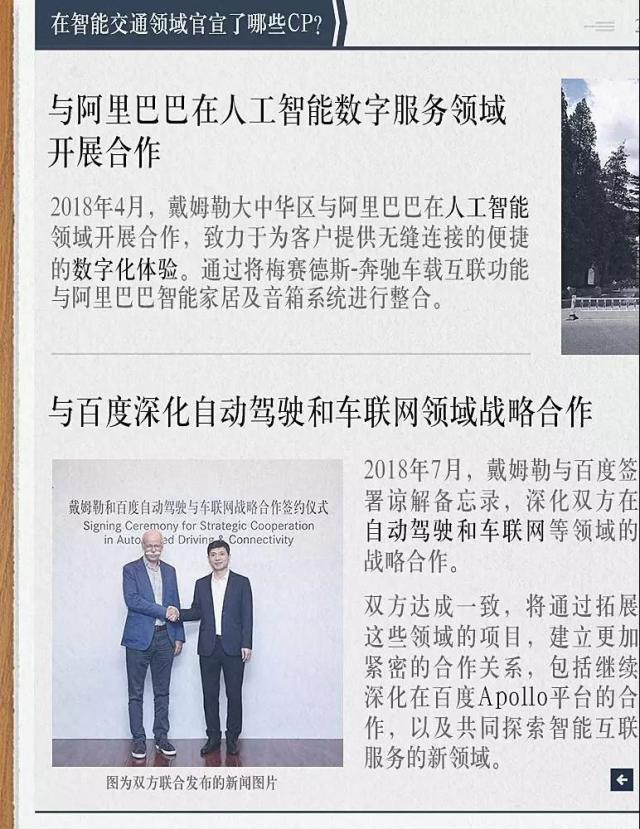 在智能交通领域官宣了哪些CP？
与阿里巴巴在人工智能数字服务领域
开展合作
2018年4月，戴姆勒大中华区与阿里巴巴在人工智能
领域开展合作，致力于为客户提供无缝连接的便捷
的数字化体验。通过将梅赛德斯-奔驰车载互联功能
与阿里巴巴智能家居及音箱系统进行整合。
与百度深化自动驾驶和车联网领域战略合作
戴姆勒和百度自动驾驶与车联网战略合作签约仪式
Signing Ceremony for Strategic Cooperation
in Driving & Connectivity
图为双方联合发布的新闻图片
2018年7月，戴姆勒与百度签
署谅解备忘录，深化双方在
自动驾驶和车联网等领域的
战略合作。
双方达成一致，将通过拓展
这些领域的项目，建立更加
紧密的合作关系，包括继续
深化在百度Apollo平台的合
作，以及共同探索智能互联
服务的新领域。